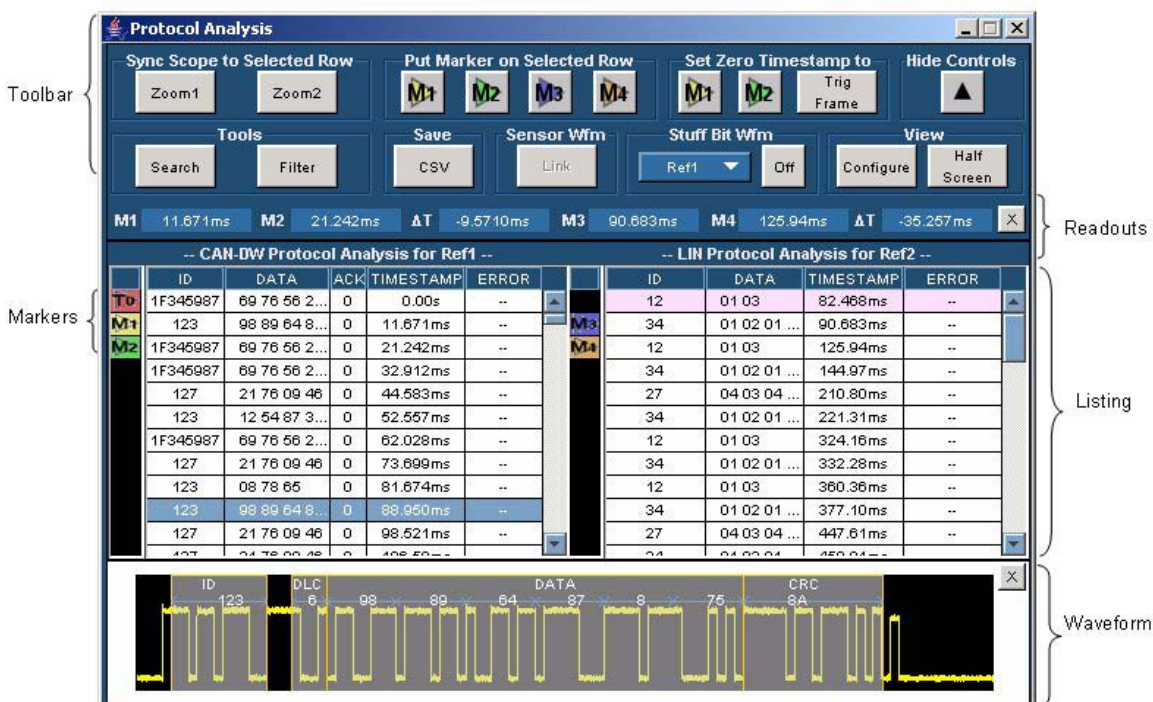 Protocol Analysis
Sync Scope to Selected Row Put Marker on Selected Row Set Zero Timestamp to Hide Controls
Zoom1 Zoom2 M1 M2 M3 M4 M1 M2 Trig Frame
Toolbar
Tools Save Sensor Wfm Stuff Bit Wfm View
Search Filter CSV Link Ref1 Off Configure Half Screen
M1 11.671ms M2 21.242ms ΔT -9.5710ms M3 90.683ms M4 125.94ms ΔT -35.257ms X
Readouts
-- CAN-DW Protocol Analysis for Ref1 -- -- LIN Protocol Analysis for Ref2 --
ID DATA ACK TIMESTAMP ERROR ID DATA TIMESTAMP ERROR
T0 1F345987 69 76 56 2... 0 0.00s -- 12 01 03 82.468ms --
Markers
M1 123 98 89 64 8... 0 11.671ms -- M3 34 01 02 01 ... 90.683ms --
M2 1F345987 69 76 56 2... 0 21.242ms -- M4 12 01 03 125.94ms --
1F345987 69 76 56 2... 0 32.912ms -- 34 01 02 01 ... 144.97ms --
127 21 76 09 46 0 44.583ms -- 27 04 03 04 ... 210.80ms --
Listing
123 12 54 87 3... 0 52.557ms -- 34 01 02 01 ... 221.31ms --
1F345987 69 76 56 2... 0 62.028ms -- 12 01 03 324.16ms --
127 21 76 09 46 0 73.699ms -- 34 01 02 01 ... 332.28ms --
123 08 78 65 0 81.674ms -- 12 01 03 360.36ms --
123 98 89 64 8... 0 88.950ms -- 34 01 02 01 ... 377.10ms --
127 21 76 09 46 0 98.521ms -- 27 04 03 04 ... 447.61ms --
ID DLC DATA CRC X
123 6 98 89 64 87 8 75 8A
Waveform